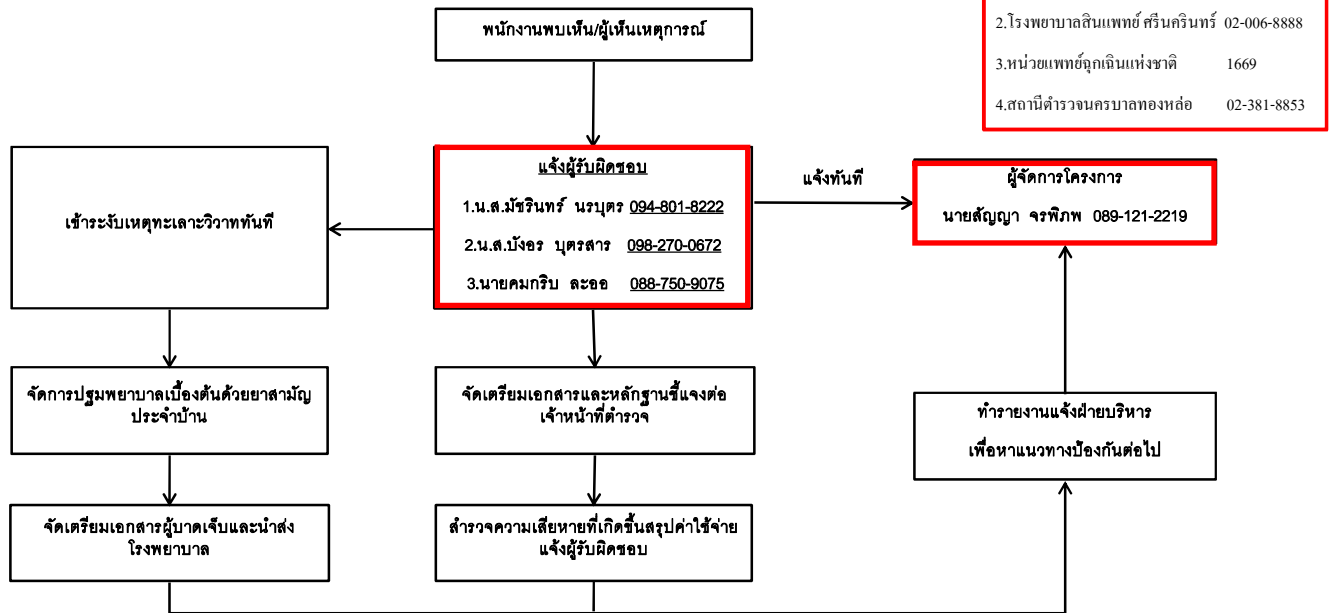 พนักงานพบเห็น/ผู้เห็นเหตุการณ์
2.โรงพยาบาลสินแพทย์ ศรีนครินทร์ 02-006-8888
3.หน่วยแพทย์ฉุกเฉินแห่งชาติ 1669
4.สถานีตำรวจนครบาลทองหล่อ 02-381-8853
เข้าระงับเหตุทะเลาะวิวาททันที
แจ้งผู้รับผิดชอบ
1.น.ส.มัชรินทร์ นรบุตร 094-801-8222
2.น.ส.บังอร บุตรสาร 098-270-0672
3.นายคมกริบ ละออ 088-750-9075
แจ้งทันที
ผู้จัดการโครงการ
นายสัญญา จรพิภพ 089-121-2219
จัดการปฐมพยาบาลเบื้องต้นด้วยยาสามัญ
ประจำบ้าน
จัดเตรียมเอกสารและหลักฐานชี้แจงต่อ
เจ้าหน้าที่ตำรวจ
ทำรายงานแจ้งฝ่ายบริหาร
เพื่อหาแนวทางป้องกันต่อไป
จัดเตรียมเอกสารผู้บาดเจ็บและนำส่ง
โรงพยาบาล
สำรวจความเสียหายที่เกิดขึ้นสรุปค่าใช้จ่าย
แจ้งผู้รับผิดชอบ